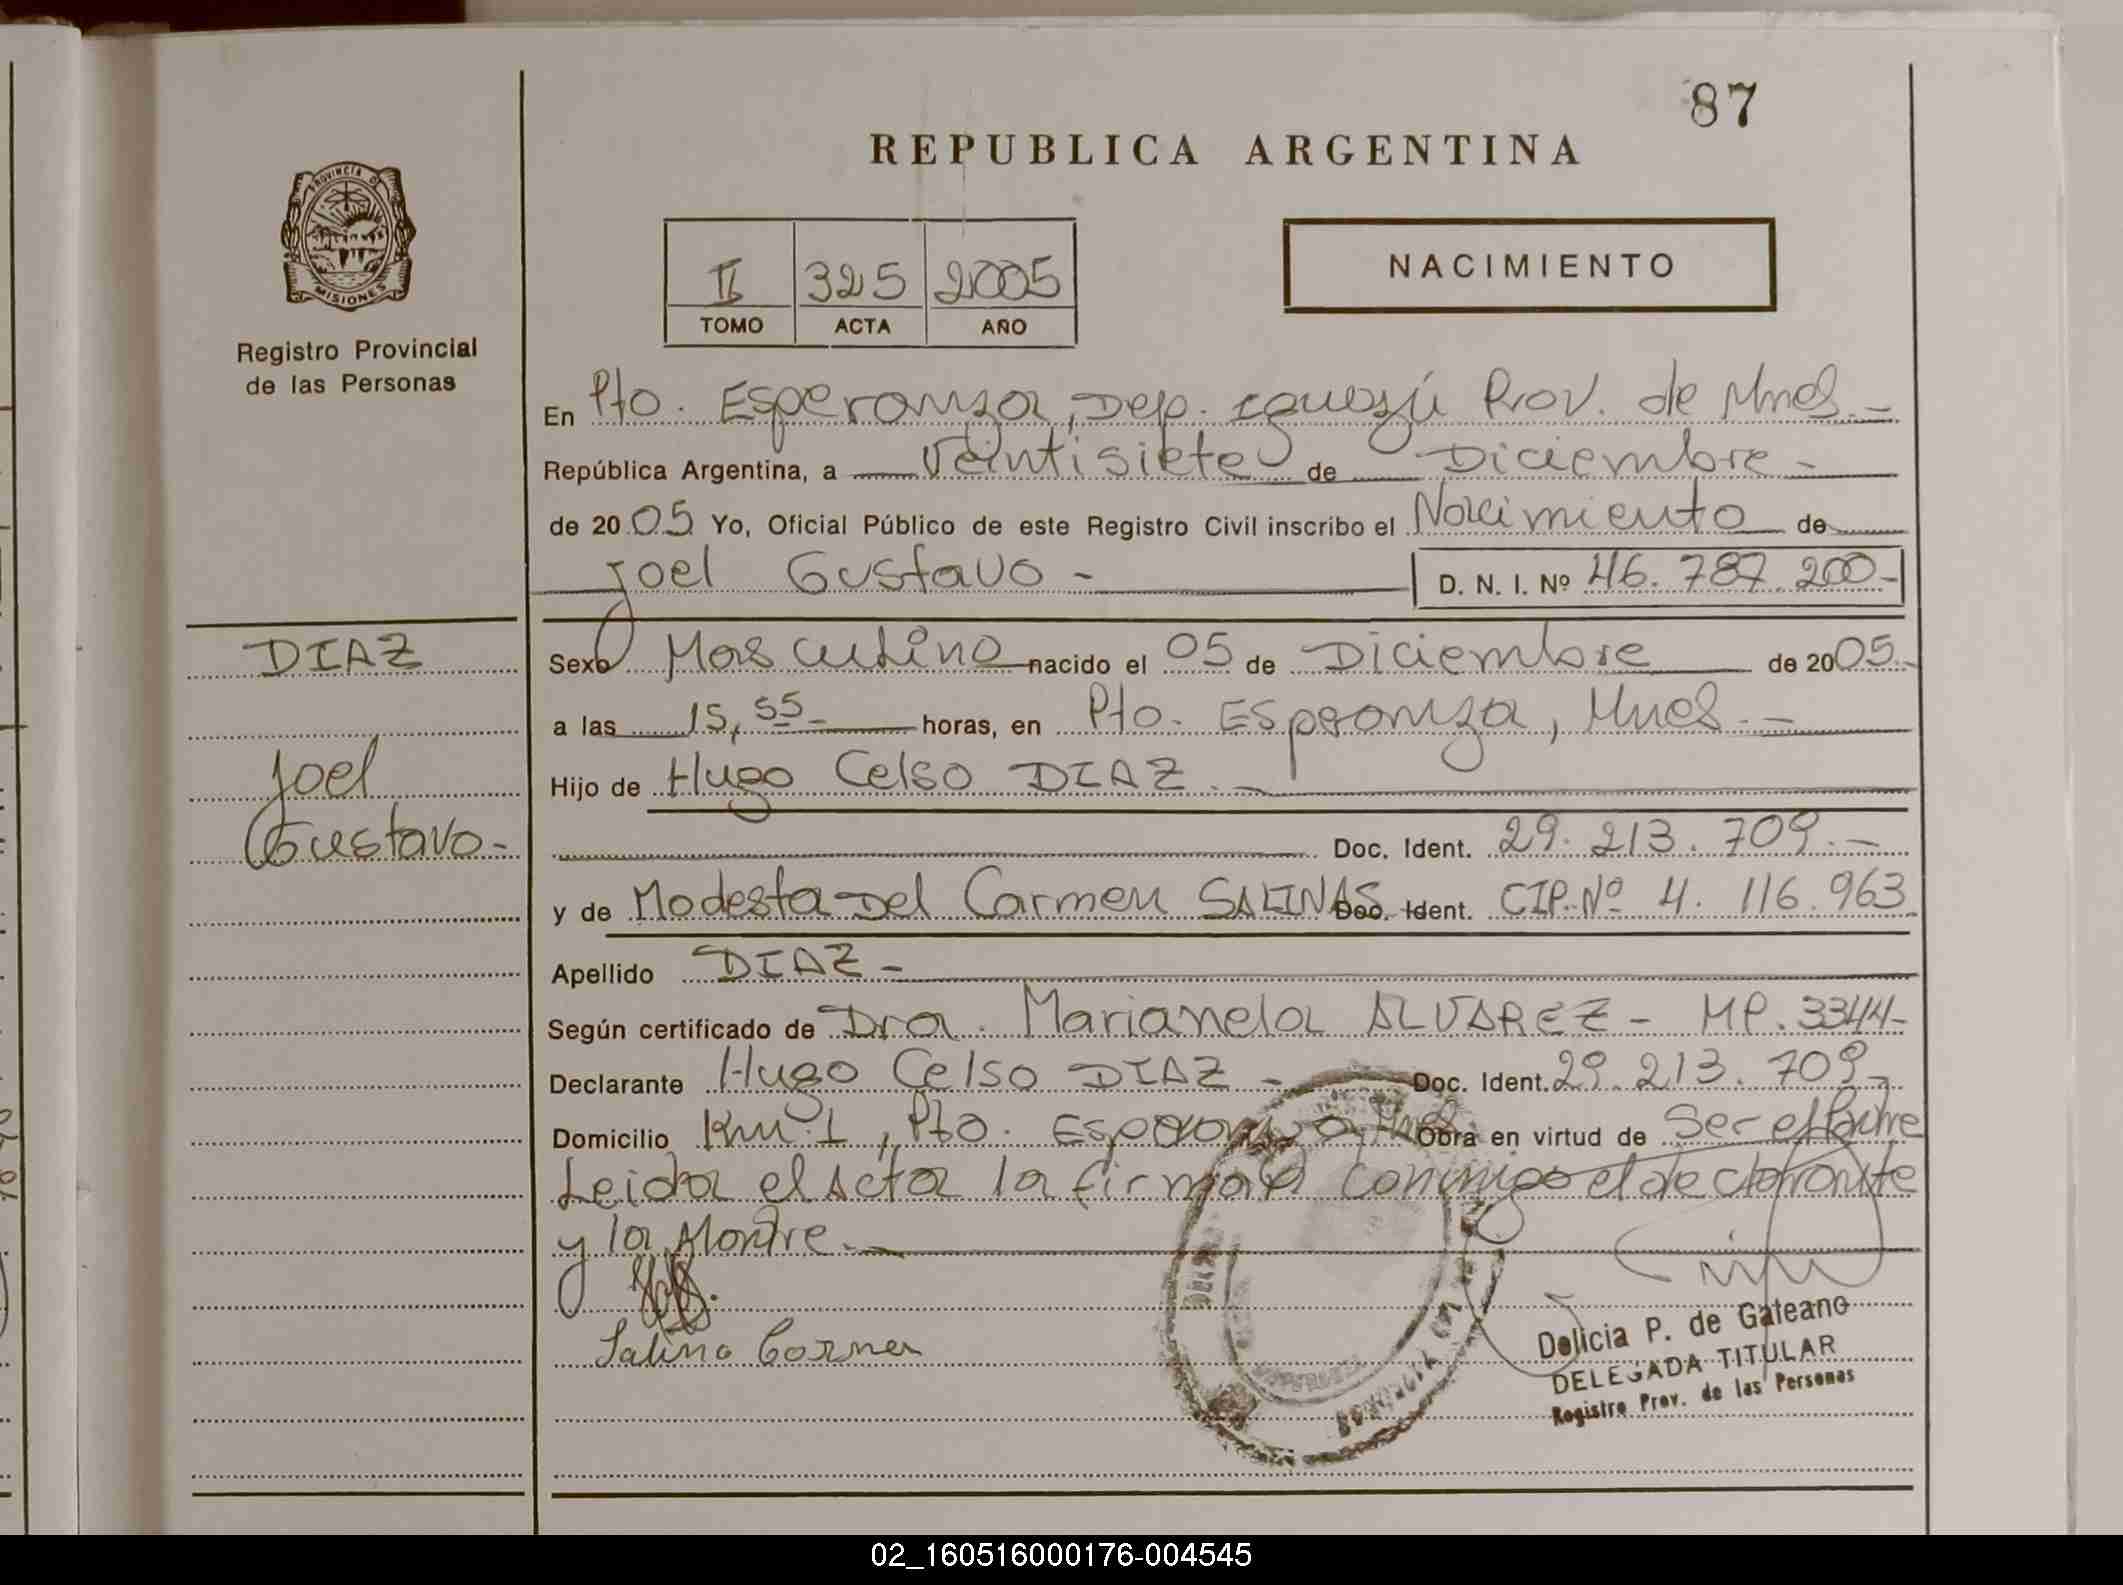 87
REPUBLICA ARGENTINA
PROVINCIA DE
MISIONES
Registro Provincial
de las Personas
II 325 2005
TOMO ACTA AÑO
NACIMIENTO
En Pto. Esperanza, Dep. Iguazú Prov. de Mnes.-
República Argentina, a Veintisiete de Diciembre -
de 2005 Yo, Oficial Público de este Registro Civil inscribo el Nacimiento de
Joel Gustavo - D. N. I. Nº 46.787.200-
DIAZ
Joel
Gustavo-
Sexo Masculino nacido el 05 de Diciembre de 2005.-
a las 15,55- horas, en Pto. Esperanza, Mnes.-
Hijo de Hugo Celso DIAZ.-
Doc. Ident. 29.213.709.-
y de Modesta Del Carmen SALINAS Doc. Ident. CIP.Nº 4.116.963
Apellido DIAZ -
Según certificado de Dra. Marianela ALVAREZ - MP. 3344-
Declarante Hugo Celso DIAZ - Doc. Ident. 29.213.709-
Domicilio Km 1, Pto. Esperanza, Mnes Obra en virtud de ser el Padre
Leida el Acta la firman conmigo el declarante
y la Madre.-
Salina Carmen
Delicia P. de Galeano
DELEGADA TITULAR
Registro Prov. de las Personas
02_160516000176-004545